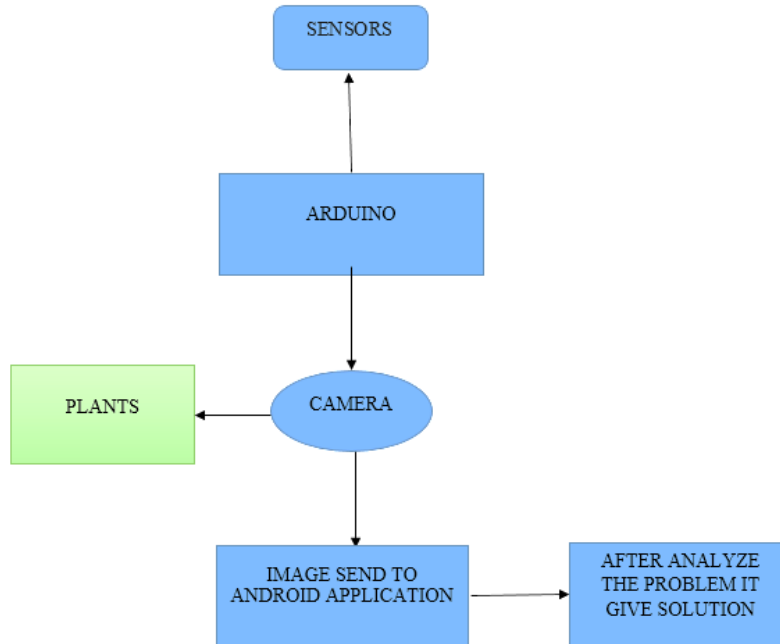 SENSORS
ARDUINO
PLANTS
CAMERA
IMAGE SEND TO
ANDROID APPLICATION
AFTER ANALYZE
THE PROBLEM IT
GIVE SOLUTION